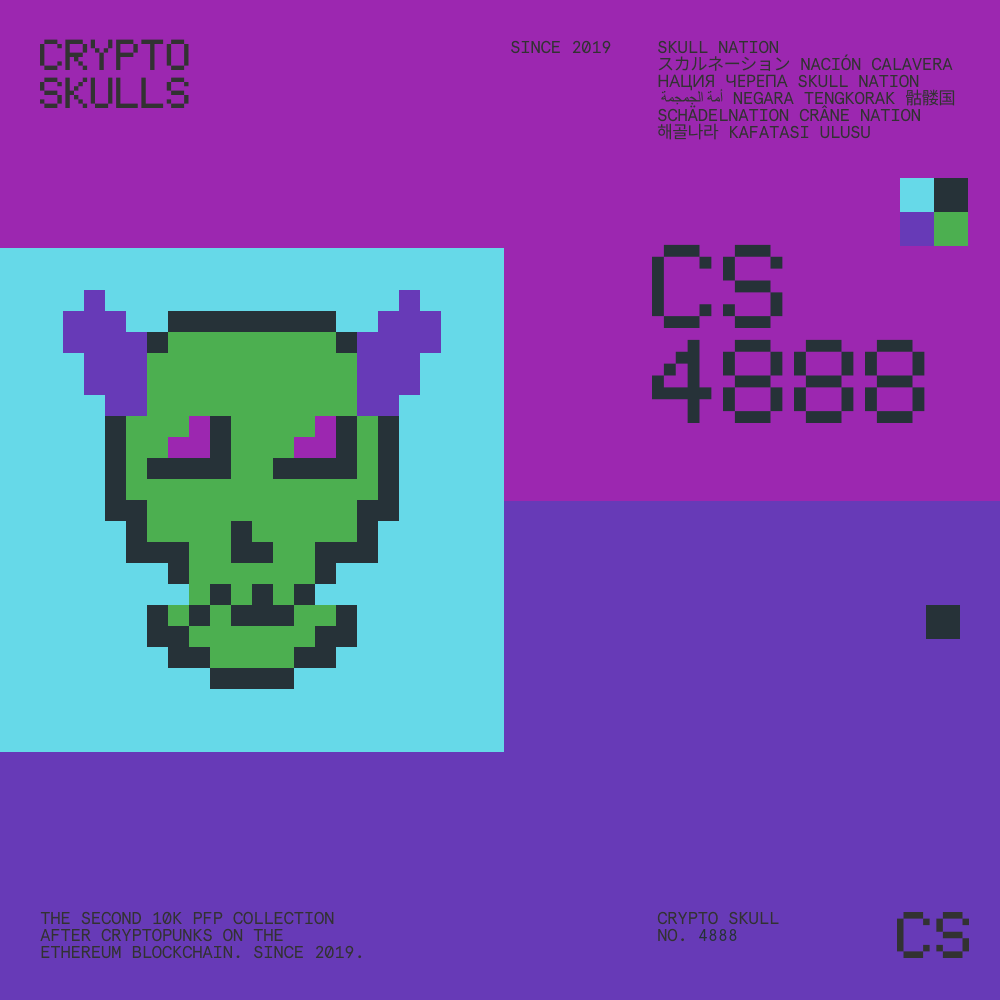 CRYPTO
SKULLS
SINCE 2019
SKULL NATION
スカルネーション NACIÓN CALAVERA
НАЦИЯ ЧЕРЕПА SKULL NATION
أمة الجمجمة NEGARA TENGKORAK 骷髅国
SCHÄDELNATION CRÂNE NATION
해골나라 KAFATASI ULUSU
CS
4888
THE SECOND 10K PFP COLLECTION
AFTER CRYPTOPUNKS ON THE
ETHEREUM BLOCKCHAIN. SINCE 2019.
CRYPTO SKULL
NO. 4888
CS